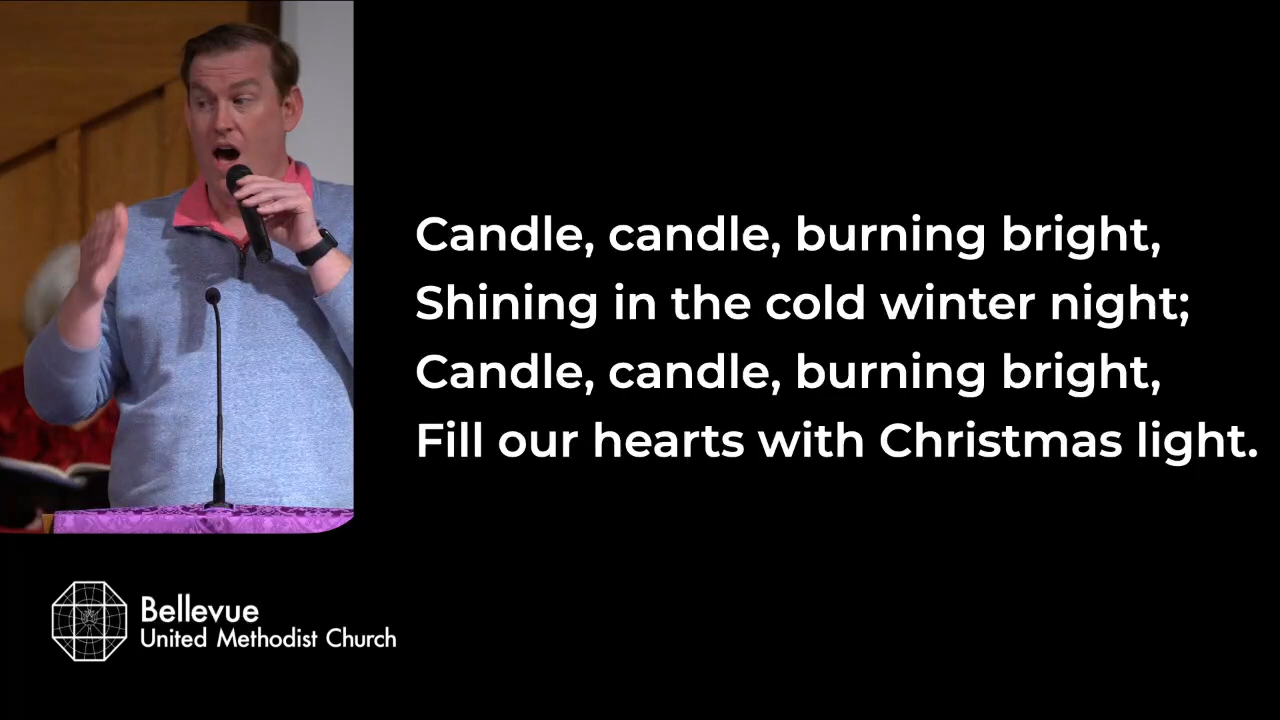 Candle, candle, burning bright,
Shining in the cold winter night;
Candle, candle, burning bright,
Fill our hearts with Christmas light.
Bellevue
United Methodist Church